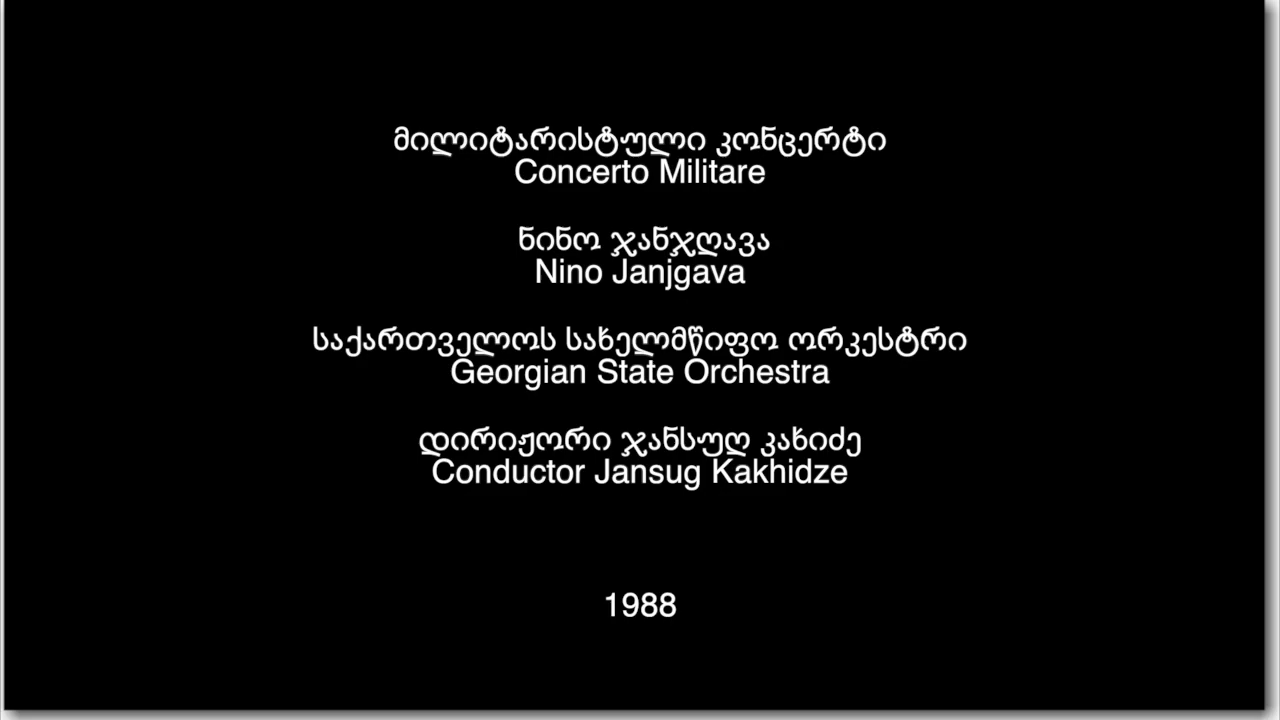 მილიტარისტული კონცერტი
Concerto Militare
ნინო ჯანჯღავა
Nino Janjgava
საქართველოს სახელმწიფო ორკესტრი
Georgian State Orchestra
დირიჟორი ჯანსუღ კახიძე
Conductor Jansug Kakhidze
1988